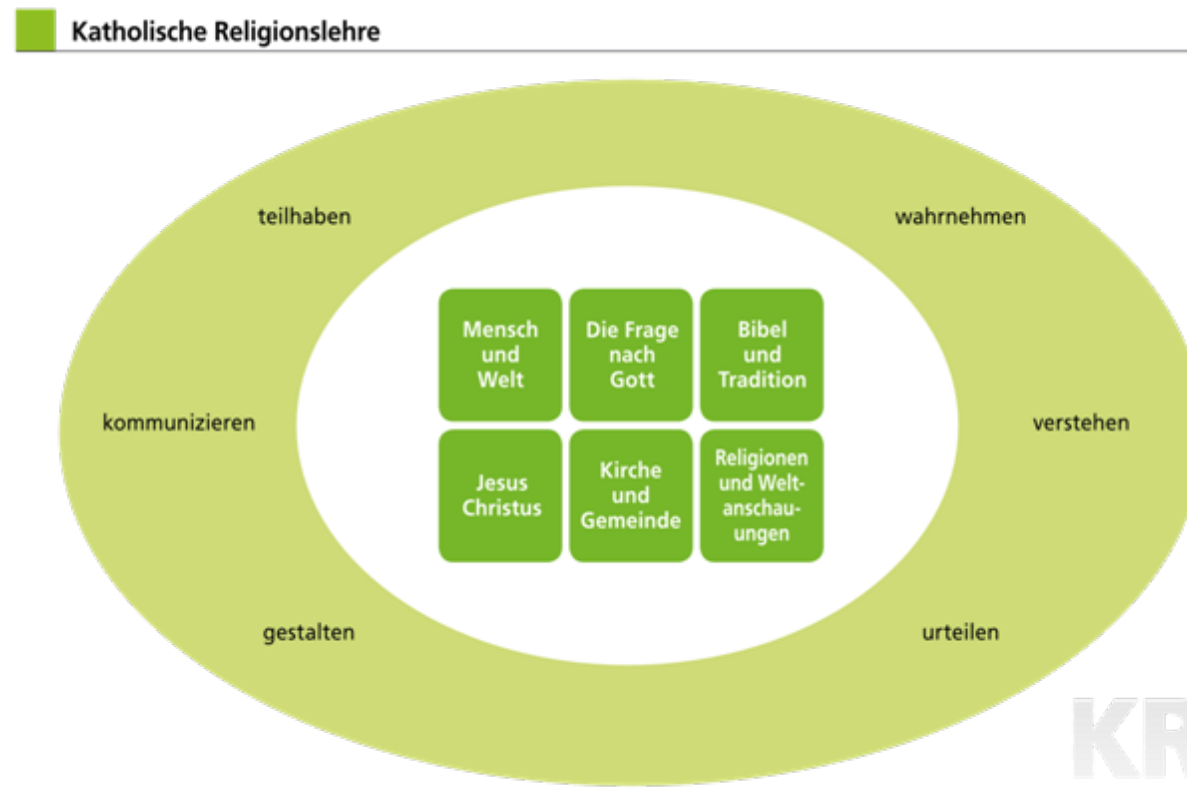 Katholische Religionslehre
teilhaben
wahrnehmen
Mensch
und
Welt
Die Frage
nach
Gott
Bibel
und
Tradition
kommunizieren
verstehen
Jesus
Christus
Kirche
und
Gemeinde
Religionen
und Welt-
anschau-
ungen
gestalten
urteilen
KR